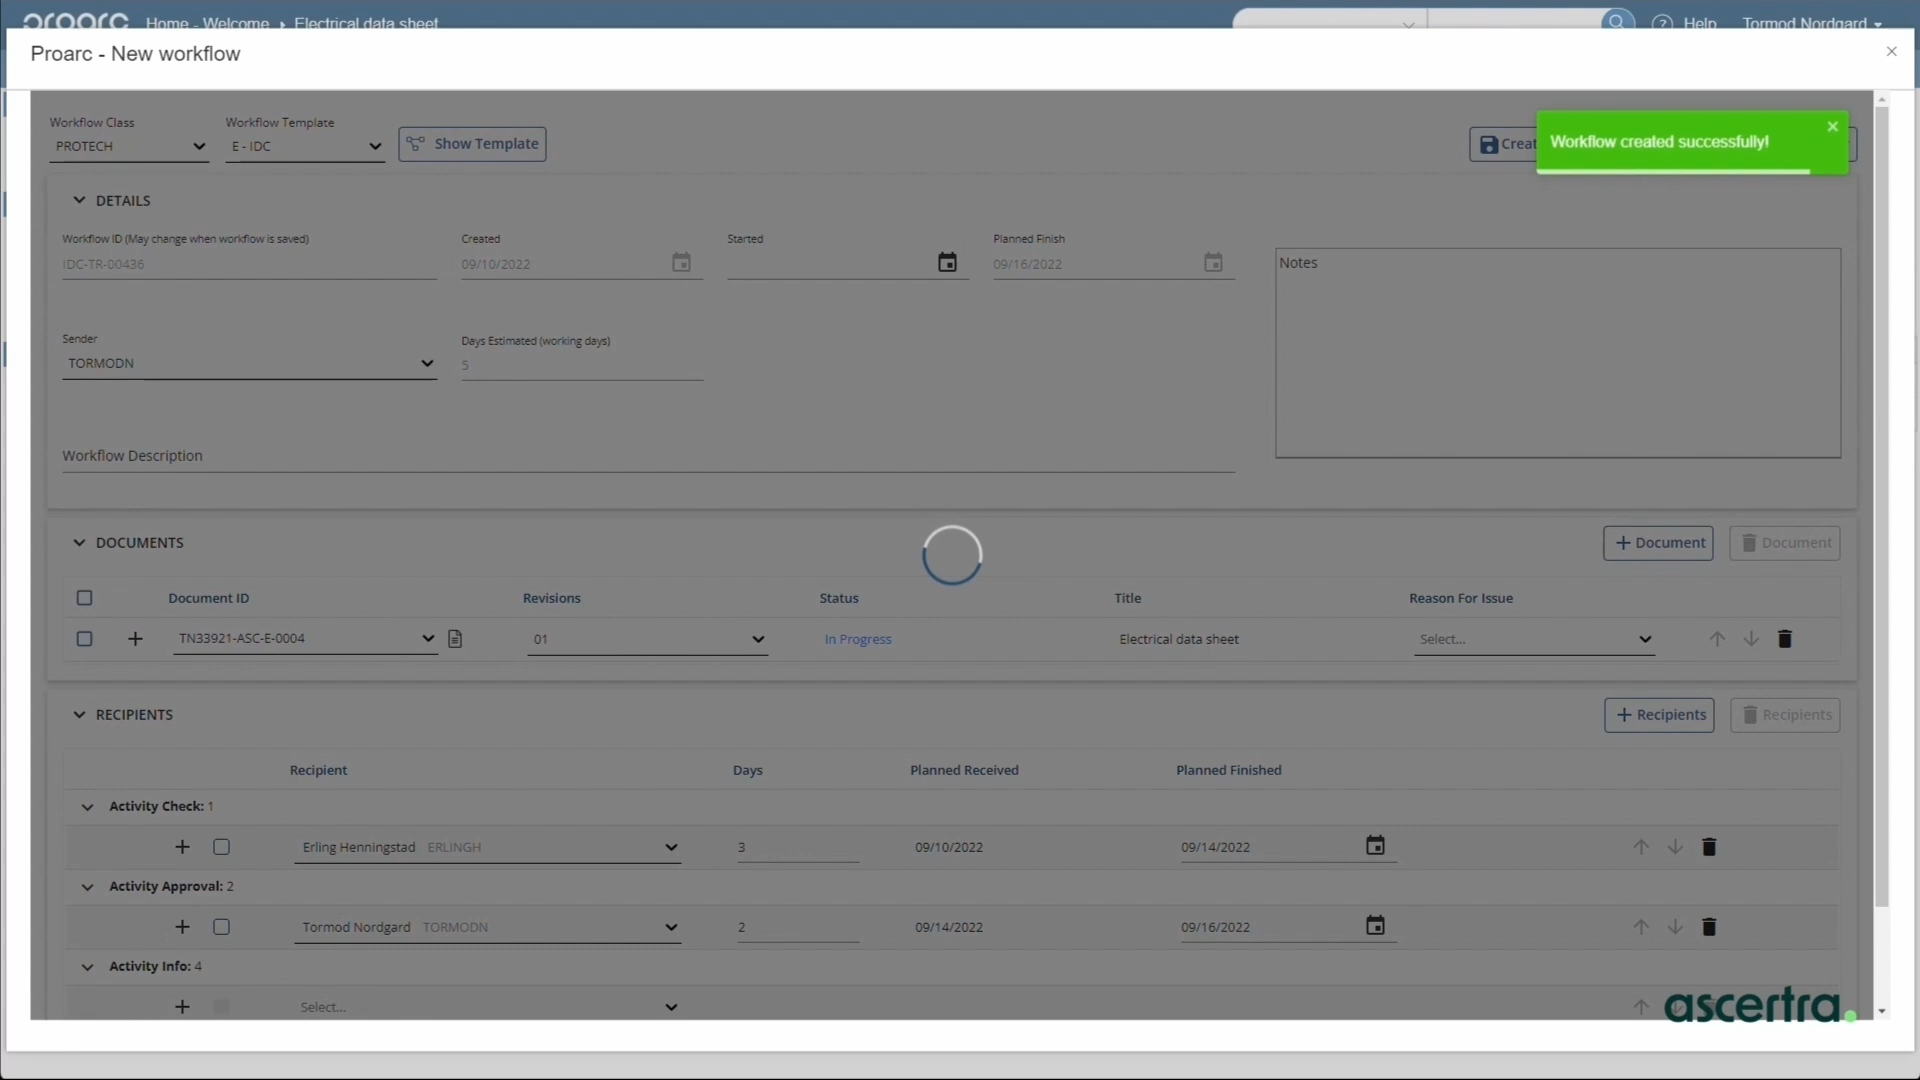 proarc Home - Welcome ▸ Electrical data sheet
Help Tormod Nordgard
Proarc - New workflow
Workflow Class
PROTECH
Workflow Template
E - IDC
Show Template
Workflow created successfully!
DETAILS
Workflow ID (May change when workflow is saved)
IDC-TR-00436
Created
09/10/2022
Started
Planned Finish
09/16/2022
Notes
Sender
TORMODN
Days Estimated (working days)
5
Workflow Description
DOCUMENTS
+ Document
Document
Document ID Revisions Status Title Reason For Issue
TN33921-ASC-E-0004 01 In Progress Electrical data sheet Select...
RECIPIENTS
+ Recipients
Recipients
Recipient Days Planned Received Planned Finished
Activity Check: 1
Erling Henningstad ERLINGH 3 09/10/2022 09/14/2022
Activity Approval: 2
Tormod Nordgard TORMODN 2 09/14/2022 09/16/2022
Activity Info: 4
Select...
ascertra.